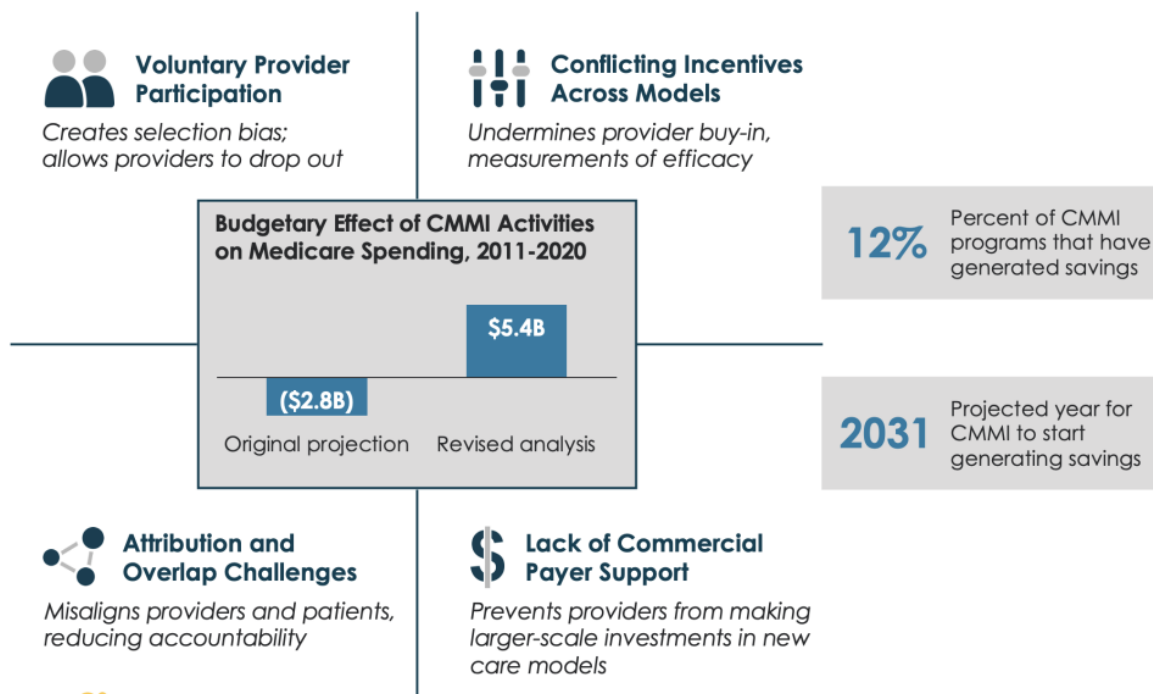 Voluntary Provider
Participation
Creates selection bias;
allows providers to drop out
Conflicting Incentives
Across Models
Undermines provider buy-in,
measurements of efficacy
Budgetary Effect of CMMI Activities
on Medicare Spending, 2011-2020
$5.4B
($2.8B)
Original projection
Revised analysis
12%
Percent of CMMI
programs that have
generated savings
2031
Projected year for
CMMI to start
generating savings
Attribution and
Overlap Challenges
Misaligns providers and patients,
reducing accountability
Lack of Commercial
Payer Support
Prevents providers from making
larger-scale investments in new
care models